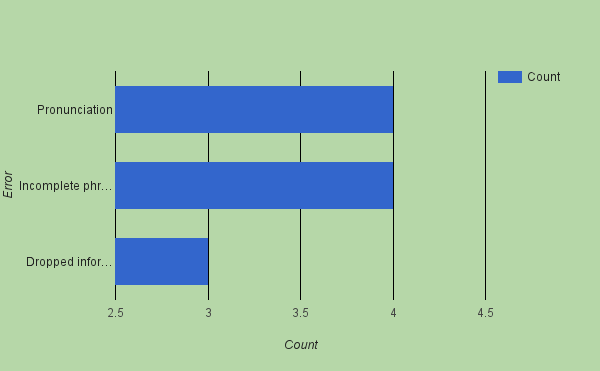 Count
Pronunciation
Incomplete phr...
Dropped infor...
Error
2.5 3 3.5 4 4.5
Count